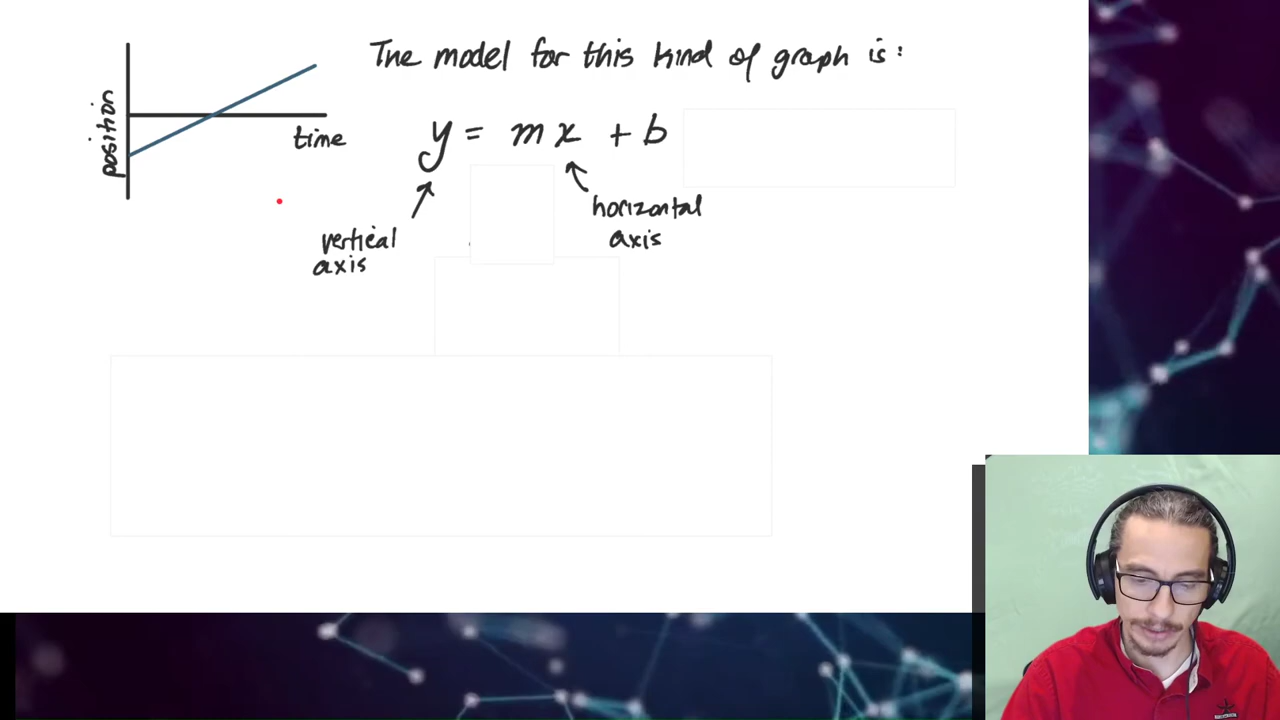 The model for this kind of graph is:
position
time
y = mx + b
vertical
axis
horizontal
axis